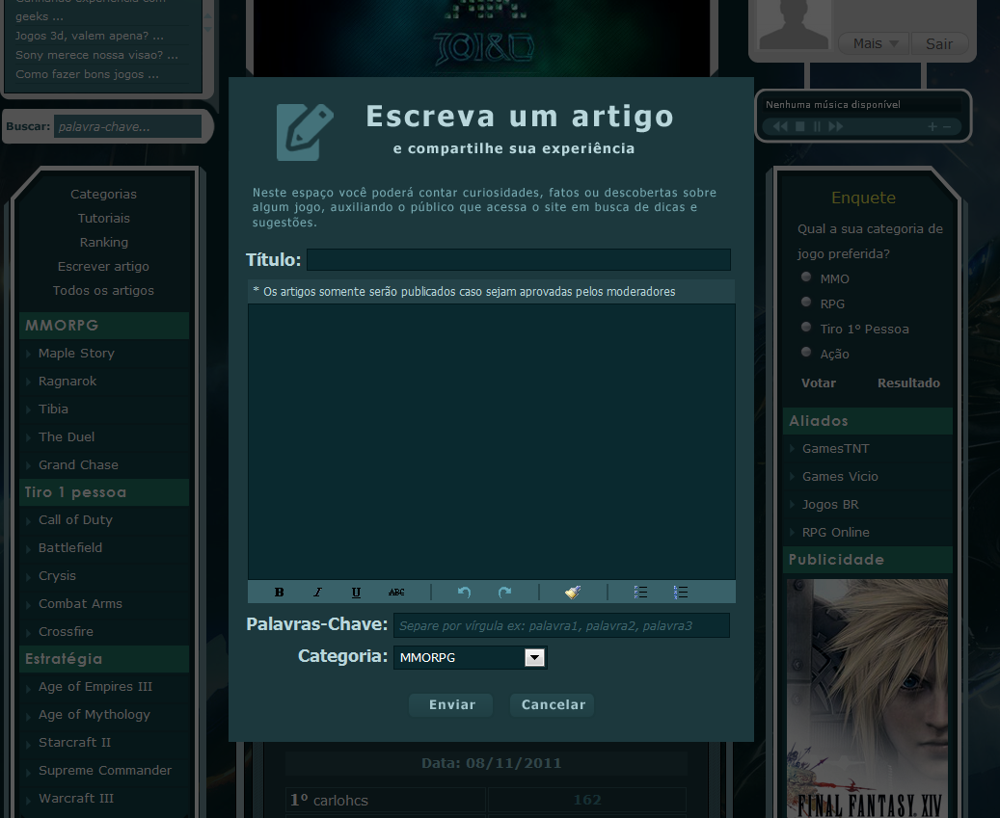 Ganhando experiência com
geeks ...
Jogos 3d, valem apena? ...
Sony merece nossa visao? ...
Como fazer bons jogos ...
Buscar: palavra-chave...
Categorias
Tutoriais
Ranking
Escrever artigo
Todos os artigos
MMORPG
Maple Story
Ragnarok
Tibia
The Duel
Grand Chase
Tiro 1 pessoa
Call of Duty
Battlefield
Crysis
Combat Arms
Crossfire
Estratégia
Age of Empires III
Age of Mythology
Starcraft II
Supreme Commander
Warcraft III
Escreva um artigo
e compartilhe sua experiência
Neste espaço você poderá contar curiosidades, fatos ou descobertas sobre
algum jogo, auxiliando o público que acessa o site em busca de dicas e
sugestões.
Título:
* Os artigos somente serão publicados caso sejam aprovadas pelos moderadores
B I U ABC
Palavras-Chave: Separe por vírgula ex: palavra1, palavra2, palavra3
Categoria: MMORPG
Enviar Cancelar
Data: 08/11/2011
1º carlohcs 162
Mais Sair
Nenhuma música disponível
Enquete
Qual a sua categoria de
jogo preferida?
MMO
RPG
Tiro 1º Pessoa
Ação
Votar Resultado
Aliados
GamesTNT
Games Vicio
Jogos BR
RPG Online
Publicidade
FINAL FANTASY XIV